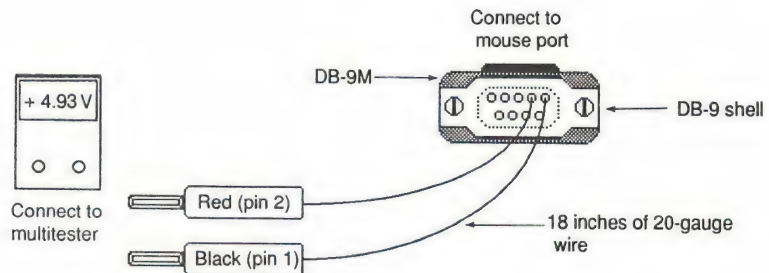 Connect to
mouse port
DB-9M
+ 4.93 V
DB-9 shell
Red (pin 2)
Connect to
multitester
18 inches of 20-gauge
wire
Black (pin 1)